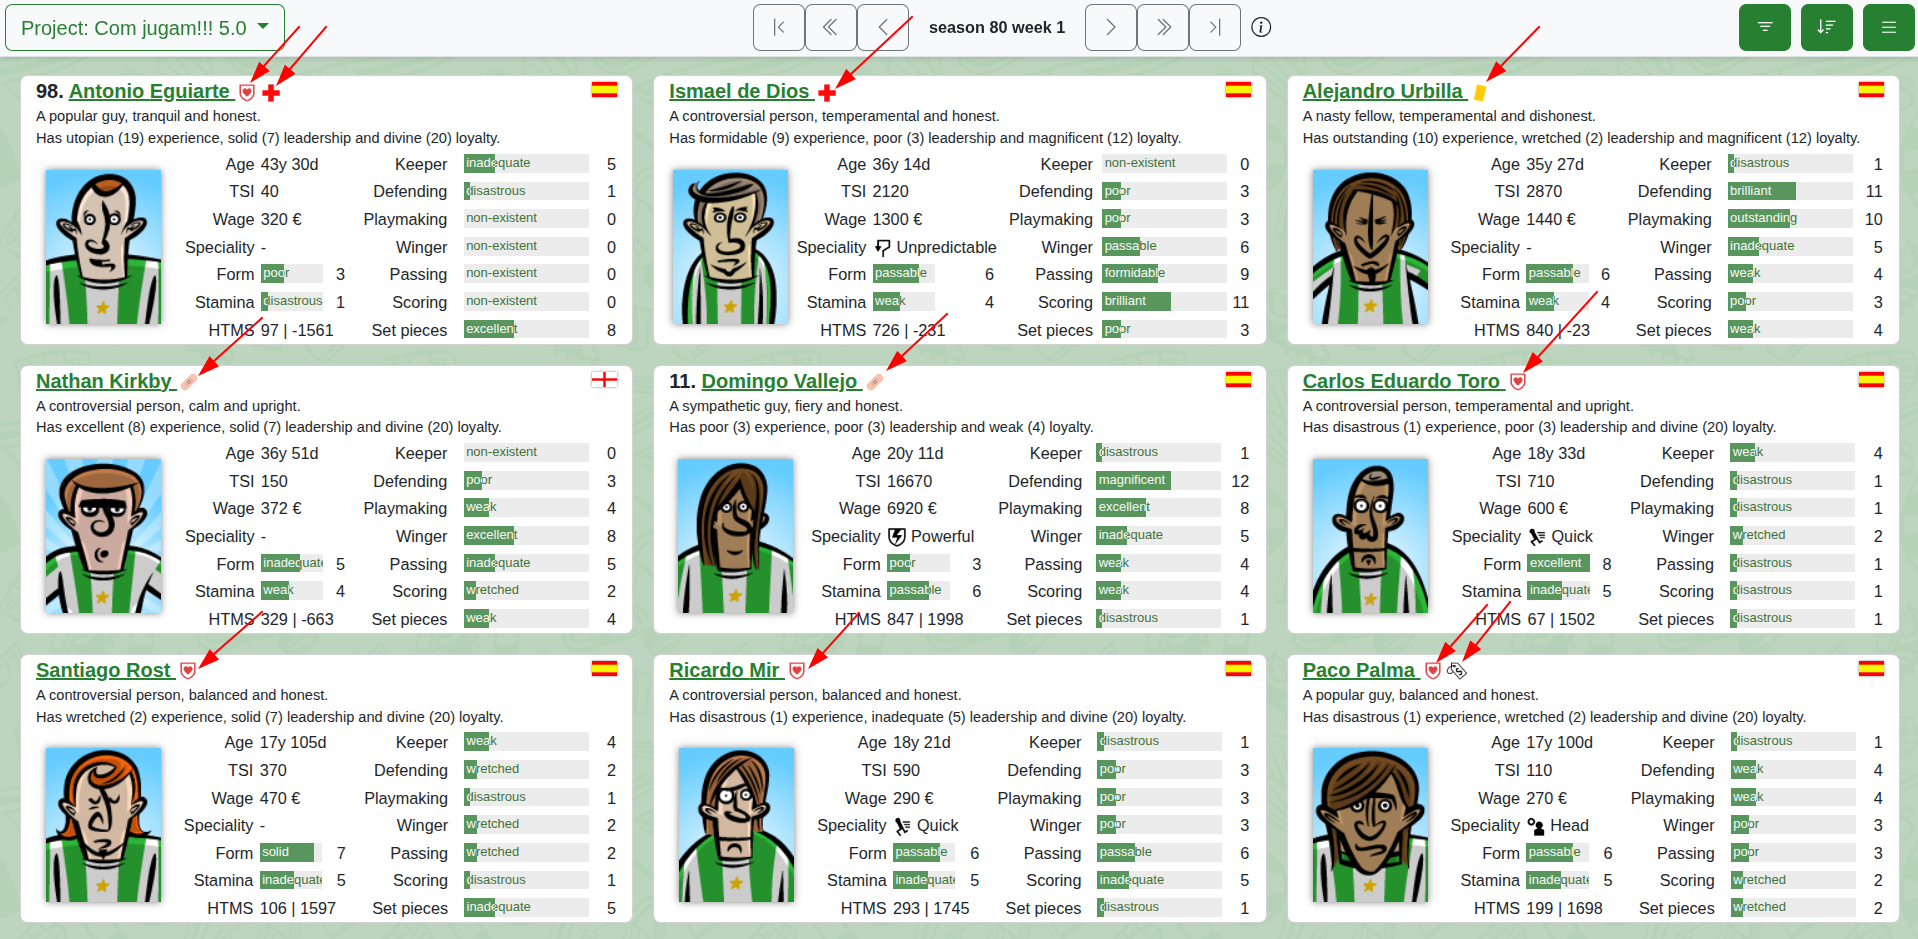 Project: Com jugam!!! 5.0
season 80 week 1
98. Antonio Eguiarte
A popular guy, tranquil and honest.
Has utopian (19) experience, solid (7) leadership and divine (20) loyalty.
Age 43y 30d Keeper inadequate 5
TSI 40 Defending disastrous 1
Wage 320 € Playmaking non-existent 0
Speciality - Winger non-existent 0
Form poor 3 Passing non-existent 0
Stamina disastrous 1 Scoring non-existent 0
HTMS 97 | -1561 Set pieces excellent 8
Ismael de Dios
A controversial person, temperamental and honest.
Has formidable (9) experience, poor (3) leadership and magnificent (12) loyalty.
Age 36y 14d Keeper non-existent 0
TSI 2120 Defending poor 3
Wage 1300 € Playmaking poor 3
Speciality Unpredictable Winger passable 6
Form passable 6 Passing formidable 9
Stamina weak 4 Scoring brilliant 11
HTMS 726 | -231 Set pieces poor 3
Alejandro Urbilla
A nasty fellow, temperamental and dishonest.
Has outstanding (10) experience, wretched (2) leadership and magnificent (12) loyalty.
Age 35y 27d Keeper disastrous 1
TSI 2870 Defending brilliant 11
Wage 1440 € Playmaking outstanding 10
Speciality - Winger inadequate 5
Form passable 6 Passing weak 4
Stamina weak 4 Scoring poor 3
HTMS 840 | -23 Set pieces weak 4
Nathan Kirkby
A controversial person, calm and upright.
Has excellent (8) experience, solid (7) leadership and divine (20) loyalty.
Age 36y 51d Keeper non-existent 0
TSI 150 Defending poor 3
Wage 372 € Playmaking weak 4
Speciality - Winger excellent 8
Form inadequate 5 Passing inadequate 5
Stamina weak 4 Scoring wretched 2
HTMS 329 | -663 Set pieces weak 4
11. Domingo Vallejo
A sympathetic guy, fiery and honest.
Has poor (3) experience, poor (3) leadership and weak (4) loyalty.
Age 20y 11d Keeper disastrous 1
TSI 16670 Defending magnificent 12
Wage 6920 € Playmaking excellent 8
Speciality Powerful Winger inadequate 5
Form poor 3 Passing weak 4
Stamina passable 6 Scoring weak 4
HTMS 847 | 1998 Set pieces disastrous 1
Carlos Eduardo Toro
A controversial person, temperamental and upright.
Has disastrous (1) experience, poor (3) leadership and divine (20) loyalty.
Age 18y 33d Keeper weak 4
TSI 710 Defending disastrous 1
Wage 600 € Playmaking disastrous 1
Speciality Quick Winger wretched 2
Form excellent 8 Passing disastrous 1
Stamina inadequate 5 Scoring disastrous 1
HTMS 67 | 1502 Set pieces disastrous 1
Santiago Rost
A controversial person, balanced and honest.
Has wretched (2) experience, solid (7) leadership and divine (20) loyalty.
Age 17y 105d Keeper weak 4
TSI 370 Defending wretched 2
Wage 470 € Playmaking disastrous 1
Speciality - Winger wretched 2
Form solid 7 Passing wretched 2
Stamina inadequate 5 Scoring disastrous 1
HTMS 106 | 1597 Set pieces inadequate 5
Ricardo Mir
A controversial person, balanced and honest.
Has disastrous (1) experience, inadequate (5) leadership and divine (20) loyalty.
Age 18y 21d Keeper disastrous 1
TSI 590 Defending poor 3
Wage 290 € Playmaking poor 3
Speciality Quick Winger poor 3
Form passable 6 Passing passable 6
Stamina inadequate 5 Scoring inadequate 5
HTMS 293 | 1745 Set pieces disastrous 1
Paco Palma
A popular guy, balanced and honest.
Has disastrous (1) experience, wretched (2) leadership and divine (20) loyalty.
Age 17y 100d Keeper disastrous 1
TSI 110 Defending weak 4
Wage 270 € Playmaking weak 4
Speciality Head Winger poor 3
Form passable 6 Passing poor 3
Stamina inadequate 5 Scoring wretched 2
HTMS 199 | 1698 Set pieces wretched 2